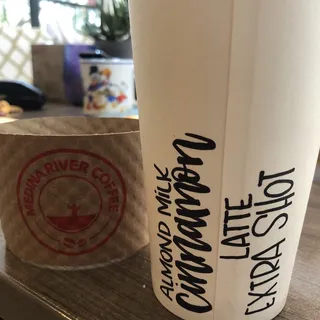 MEDINA RIVER COFFEE
ALMOND MILK
cinnamon
LATTE
EXTRA SHOT